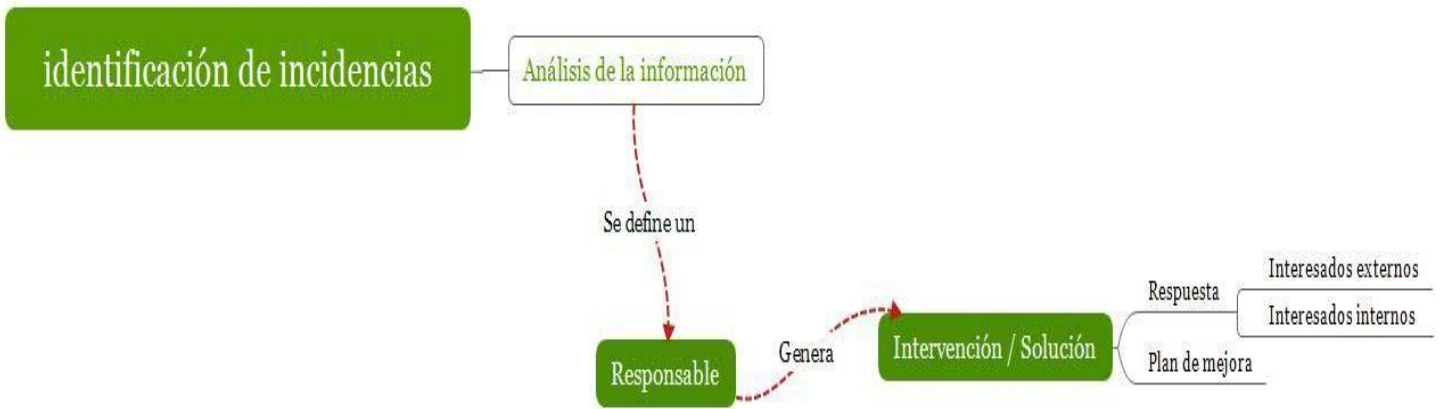 identificación de incidencias
Análisis de la información
Se define un
Responsable
Genera
Intervención / Solución
Respuesta
Interesados externos
Interesados internos
Plan de mejora